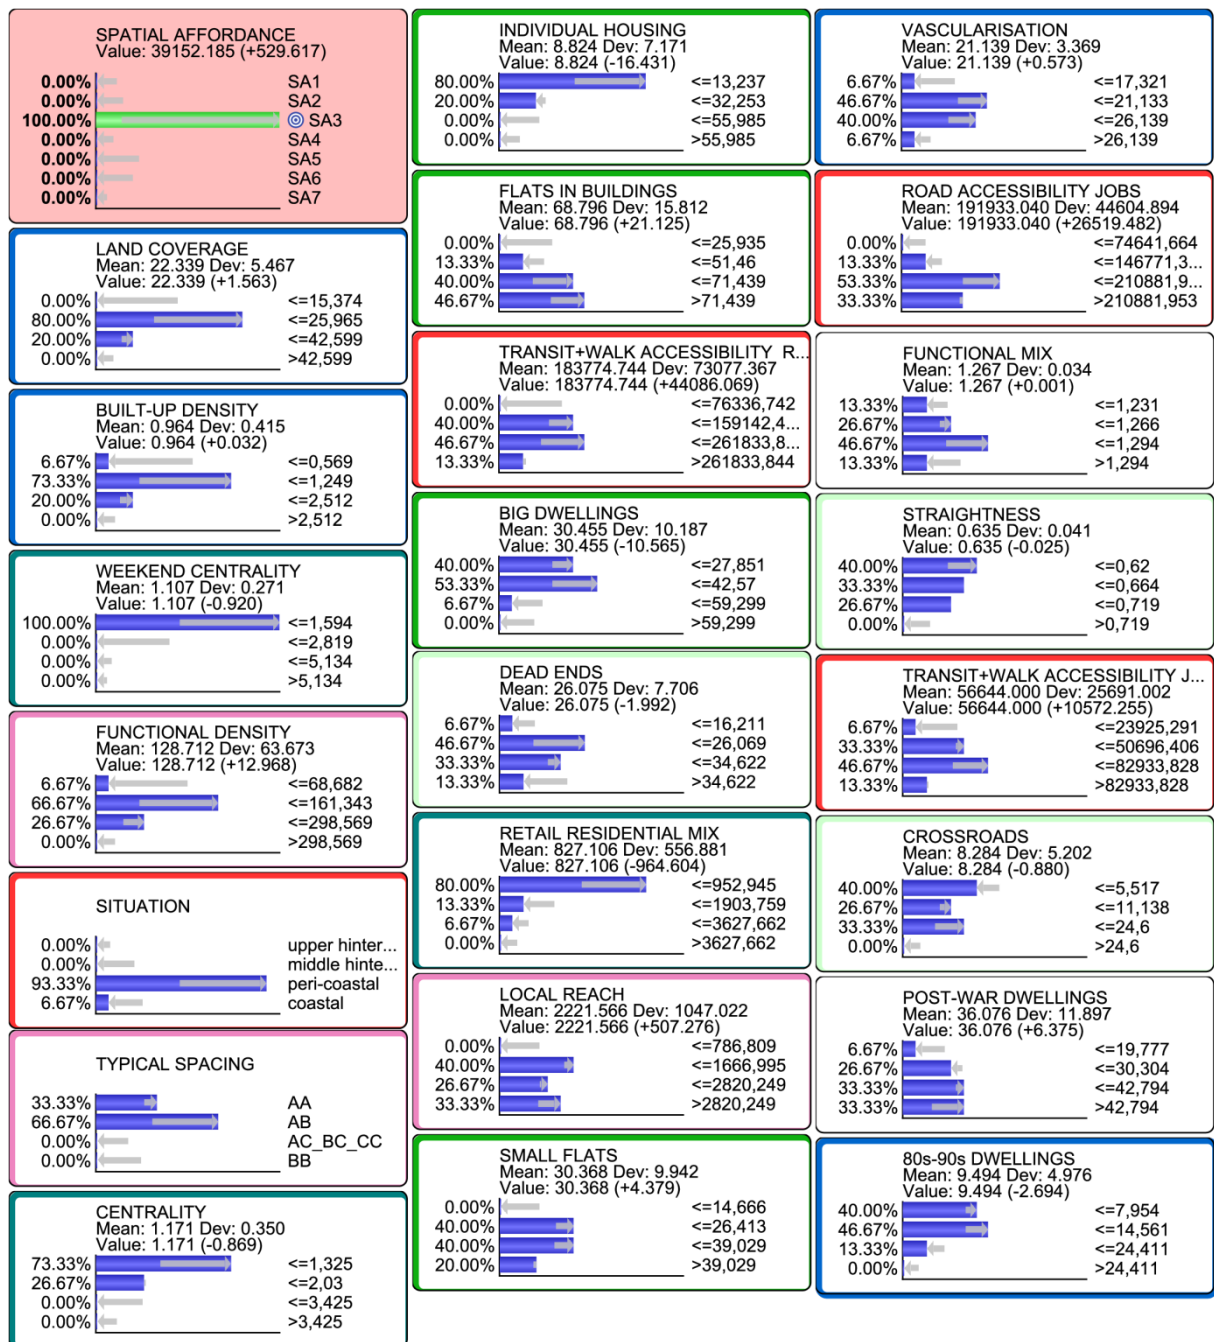 SPATIAL AFFORDANCE
Value: 39152.185 (+529.617)
0.00% SA1
0.00% SA2
100.00% SA3
0.00% SA4
0.00% SA5
0.00% SA6
0.00% SA7
LAND COVERAGE
Mean: 22.339 Dev: 5.467
Value: 22.339 (+1.563)
0.00% <=15,374
80.00% <=25,965
20.00% <=42,599
0.00% >42,599
BUILT-UP DENSITY
Mean: 0.964 Dev: 0.415
Value: 0.964 (+0.032)
6.67% <=0,569
73.33% <=1,249
20.00% <=2,512
0.00% >2,512
WEEKEND CENTRALITY
Mean: 1.107 Dev: 0.271
Value: 1.107 (-0.920)
100.00% <=1,594
0.00% <=2,819
0.00% <=5,134
0.00% >5,134
FUNCTIONAL DENSITY
Mean: 128.712 Dev: 63.673
Value: 128.712 (+12.968)
6.67% <=68,682
66.67% <=161,343
26.67% <=298,569
0.00% >298,569
SITUATION
0.00% upper hinter...
0.00% middle hinte...
93.33% peri-coastal
6.67% coastal
TYPICAL SPACING
33.33% AA
66.67% AB
0.00% AC_BC_CC
0.00% BB
CENTRALITY
Mean: 1.171 Dev: 0.350
Value: 1.171 (-0.869)
73.33% <=1,325
26.67% <=2,03
0.00% <=3,425
0.00% >3,425
INDIVIDUAL HOUSING
Mean: 8.824 Dev: 7.171
Value: 8.824 (-16.431)
80.00% <=13,237
20.00% <=32,253
0.00% <=55,985
0.00% >55,985
FLATS IN BUILDINGS
Mean: 68.796 Dev: 15.812
Value: 68.796 (+21.125)
0.00% <=25,935
13.33% <=51,46
40.00% <=71,439
46.67% >71,439
TRANSIT+WALK ACCESSIBILITY R...
Mean: 183774.744 Dev: 73077.367
Value: 183774.744 (+44086.069)
0.00% <=76336,742
40.00% <=159142,4...
46.67% <=261833,8...
13.33% >261833,844
BIG DWELLINGS
Mean: 30.455 Dev: 10.187
Value: 30.455 (-10.565)
40.00% <=27,851
53.33% <=42,57
6.67% <=59,299
0.00% >59,299
DEAD ENDS
Mean: 26.075 Dev: 7.706
Value: 26.075 (-1.992)
6.67% <=16,211
46.67% <=26,069
33.33% <=34,622
13.33% >34,622
RETAIL RESIDENTIAL MIX
Mean: 827.106 Dev: 556.881
Value: 827.106 (-964.604)
80.00% <=952,945
13.33% <=1903,759
6.67% <=3627,662
0.00% >3627,662
LOCAL REACH
Mean: 2221.566 Dev: 1047.022
Value: 2221.566 (+507.276)
0.00% <=786,809
40.00% <=1666,995
26.67% <=2820,249
33.33% >2820,249
SMALL FLATS
Mean: 30.368 Dev: 9.942
Value: 30.368 (+4.379)
0.00% <=14,666
40.00% <=26,413
40.00% <=39,029
20.00% >39,029
VASCULARISATION
Mean: 21.139 Dev: 3.369
Value: 21.139 (+0.573)
6.67% <=17,321
46.67% <=21,133
40.00% <=26,139
6.67% >26,139
ROAD ACCESSIBILITY JOBS
Mean: 191933.040 Dev: 44604.894
Value: 191933.040 (+26519.482)
0.00% <=74641,664
13.33% <=146771,3...
53.33% <=210881,9...
33.33% >210881,953
FUNCTIONAL MIX
Mean: 1.267 Dev: 0.034
Value: 1.267 (+0.001)
13.33% <=1,231
26.67% <=1,266
46.67% <=1,294
13.33% >1,294
STRAIGHTNESS
Mean: 0.635 Dev: 0.041
Value: 0.635 (-0.025)
40.00% <=0,62
33.33% <=0,664
26.67% <=0,719
0.00% >0,719
TRANSIT+WALK ACCESSIBILITY J...
Mean: 56644.000 Dev: 25691.002
Value: 56644.000 (+10572.255)
6.67% <=23925,291
33.33% <=50696,406
46.67% <=82933,828
13.33% >82933,828
CROSSROADS
Mean: 8.284 Dev: 5.202
Value: 8.284 (-0.880)
40.00% <=5,517
26.67% <=11,138
33.33% <=24,6
0.00% >24,6
POST-WAR DWELLINGS
Mean: 36.076 Dev: 11.897
Value: 36.076 (+6.375)
6.67% <=19,777
26.67% <=30,304
33.33% <=42,794
33.33% >42,794
80s-90s DWELLINGS
Mean: 9.494 Dev: 4.976
Value: 9.494 (-2.694)
40.00% <=7,954
46.67% <=14,561
13.33% <=24,411
0.00% >24,411